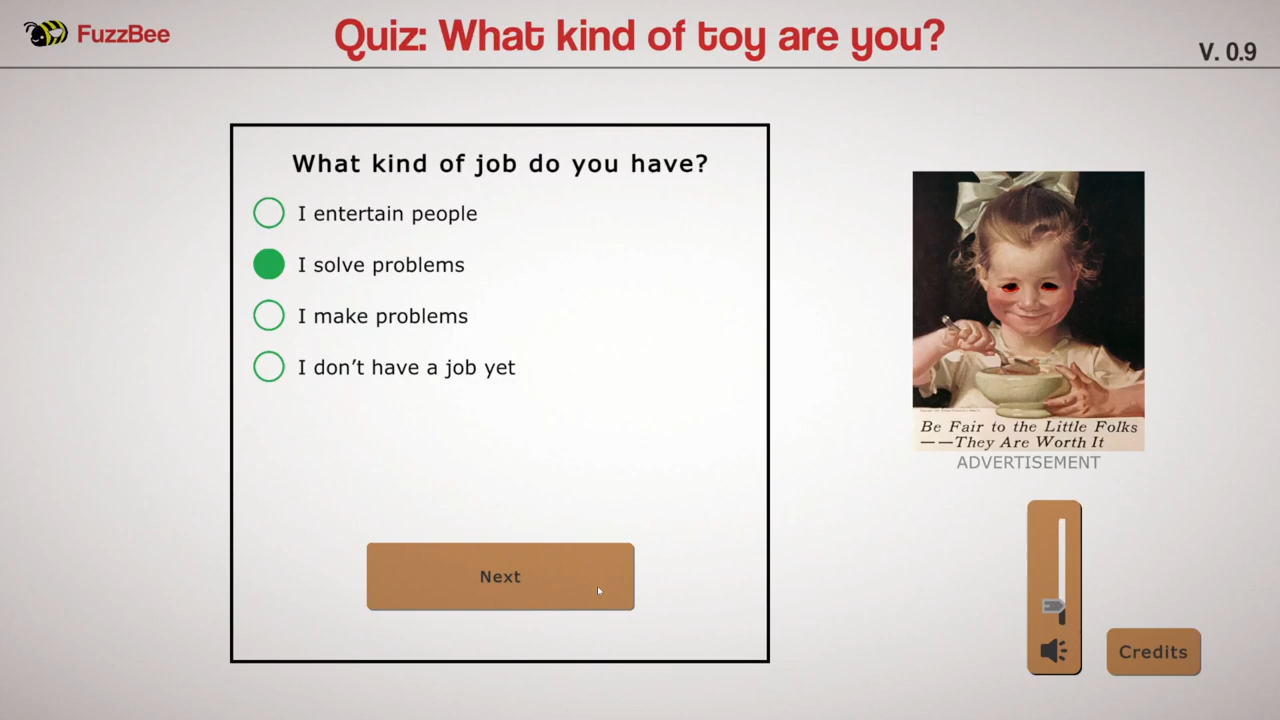 FuzzBee
Quiz: What kind of toy are you?
V. 0.9
What kind of job do you have?
I entertain people
I solve problems
I make problems
I don't have a job yet
Next
Be Fair to the Little Folks
——They Are Worth It
ADVERTISEMENT
Credits